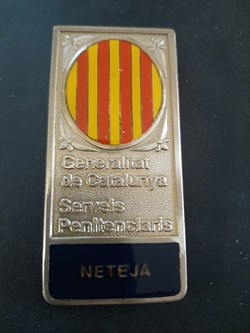 Generalitat
de Catalunya
Serveis
Penitenciaris
NETEJA